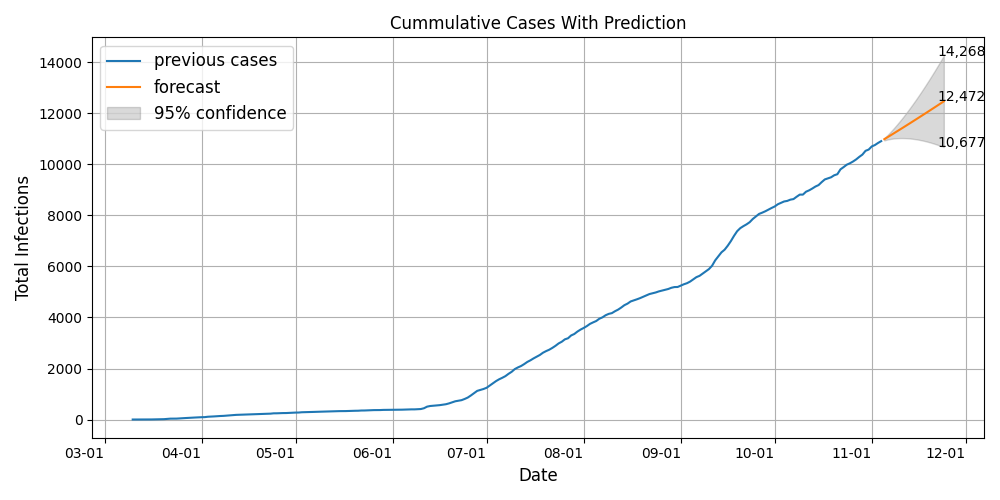 Cummulative Cases With Prediction
previous cases
forecast
95% confidence
14,268
12,472
10,677
Total Infections
14000
12000
10000
8000
6000
4000
2000
0
03-01 04-01 05-01 06-01 07-01 08-01 09-01 10-01 11-01 12-01
Date